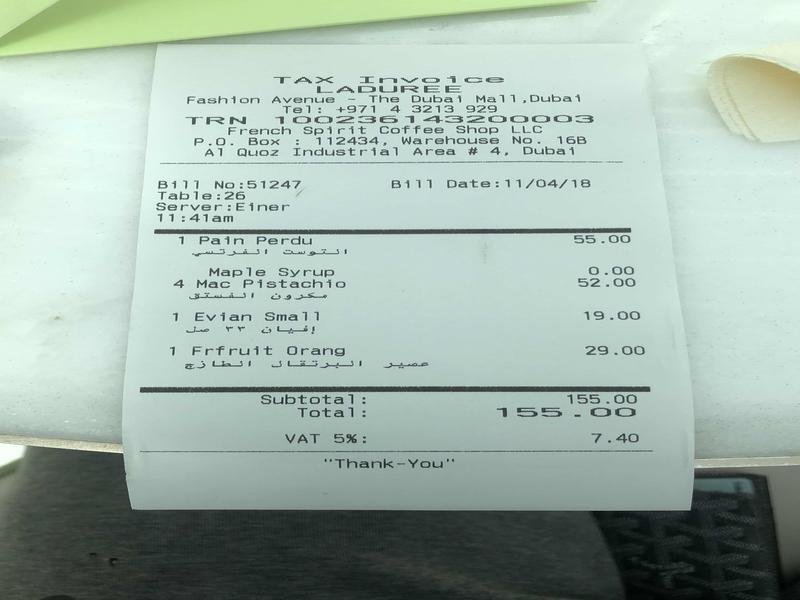 TAX Invoice
LADUREE
Fashion Avenue - The Dubai Mall,Dubai
Tel: +971 4 3213 929
TRN 100236143200003
French Spirit Coffee Shop LLC
P.O. Box : 112434, Warehouse No. 16B
Al Quoz Industrial Area # 4, Dubai
Bill No:51247 Bill Date:11/04/18
Table:26
Server:Einer
11:41am
1 Pain Perdu 55.00
التوست الفرنسي
Maple Syrup 0.00
4 Mac Pistachio 52.00
مكرون الفستق
1 Evian Small 19.00
إفيان ٣٣ صل
1 Frfruit Orang 29.00
عصير البرتقال الطازج
Subtotal: 155.00
Total: 155.00
VAT 5%: 7.40
"Thank-You"